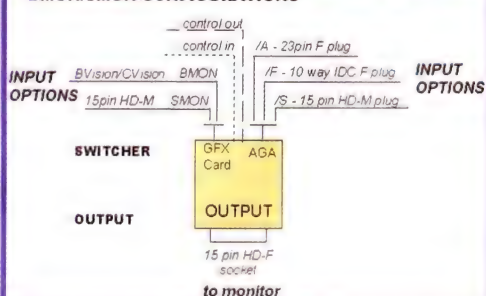 control out
control in
/A - 23pin F plug
INPUT OPTIONS
BVision/CVision BMON
/F - 10 way IDC F plug
INPUT OPTIONS
15pin HD-M SMON
/S - 15 pin HD-M plug
SWITCHER
GFX Card
AGA
OUTPUT
OUTPUT
15 pin HD-F
socket
to monitor